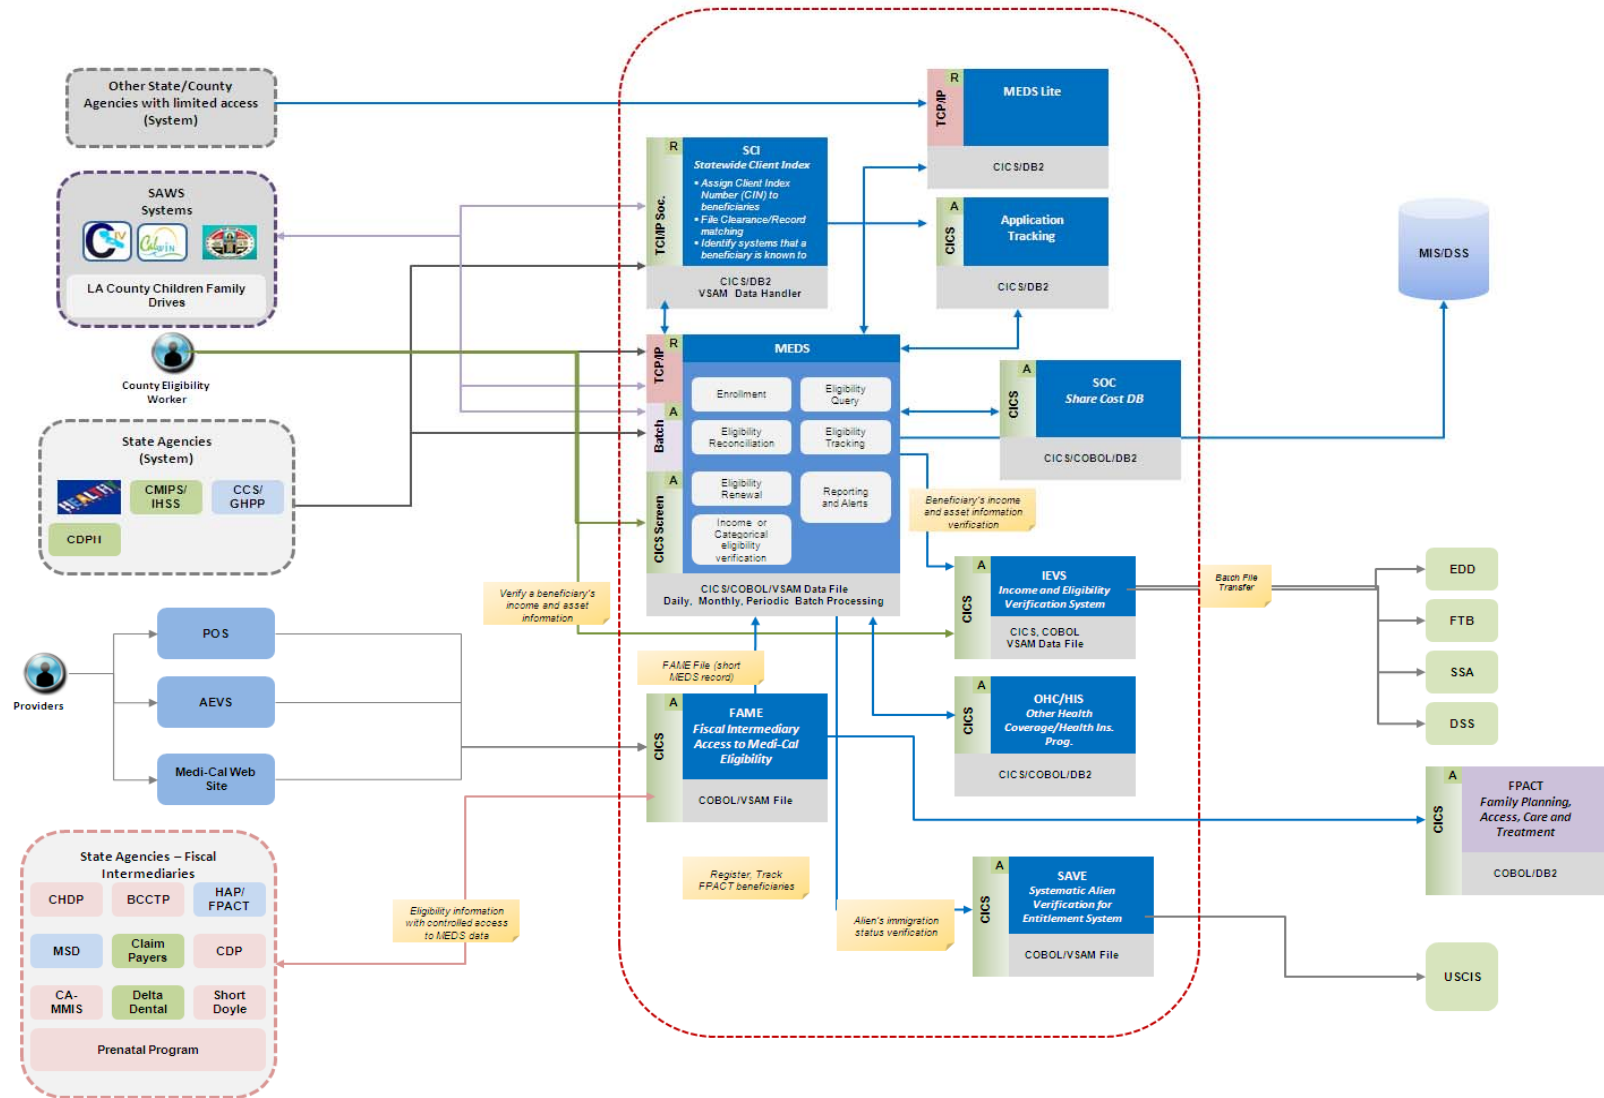 Other State/County
Agencies with limited access
(System)
SAWS
Systems
C IV
CalWIN
LA County Children Family
Drives
County Eligibility
Worker
State Agencies
(System)
HEALTH
CMIPS/
IHSS
CCS/
GHPP
CDPII
POS
Providers
AEVS
Medi-Cal Web
Site
State Agencies – Fiscal
Intermediaries
CHDP
BCCTP
HAP/
FPACT
MSD
Claim
Payers
CDP
CA-
MMIS
Delta
Dental
Short
Doyle
Prenatal Program
Verify a beneficiary's
income and asset
information
Eligibility information
with controlled access
to MEDS data
R
TCP/IP
MEDS Lite
CICS/DB2
R
TCI/IP Soc.
SCI
Statewide Client Index
▪ Assign Client Index
Number (CIN) to
beneficiaries
▪ File Clearance/Record
matching
▪ Identify systems that a
beneficiary is known to
CICS/DB2
VSAM Data Handler
A
CICS
Application
Tracking
CICS/DB2
MIS/DSS
R
TCP/IP
A
Batch
A
CICS Screen
MEDS
Enrollment
Eligibility
Query
Eligibility
Reconciliation
Eligibility
Tracking
Eligibility
Renewal
Reporting
and Alerts
Income or
Categorical
eligibility
verification
CICS/COBOL/VSAM Data File
Daily, Monthly, Periodic Batch Processing
A
CICS
SOC
Share Cost DB
CICS/COBOL/DB2
Beneficiary's income
and asset information
verification
A
CICS
IEVS
Income and Eligibility
Verification System
CICS, COBOL
VSAM Data File
Batch File
Transfer
EDD
FTB
SSA
DSS
FAME File (short
MEDS record)
A
CICS
FAME
Fiscal Intermediary
Access to Medi-Cal
Eligibility
COBOL/VSAM File
A
CICS
OHC/HIS
Other Health
Coverage/Health Ins.
Prog.
CICS/COBOL/DB2
A
CICS
FPACT
Family Planning,
Access, Care and
Treatment
COBOL/DB2
Register, Track
FPACT beneficiaries
Alien's immigration
status verification
A
CICS
SAVE
Systematic Alien
Verification for
Entitlement System
COBOL/VSAM File
USCIS